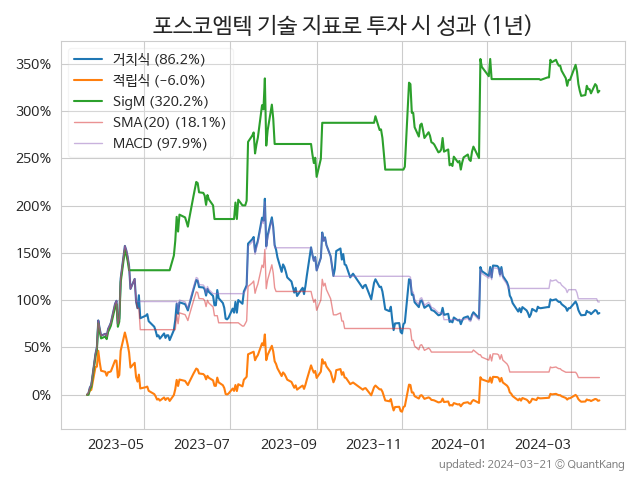 포스코엠텍 기술 지표로 투자 시 성과 (1년)
350%
300%
250%
200%
150%
100%
50%
0%
거치식 (86.2%)
적립식 (−6.0%)
SigM (320.2%)
SMA(20) (18.1%)
MACD (97.9%)
2023-05
2023-07
2023-09
2023-11
2024-01
2024-03
updated: 2024-03-21 © QuantKang